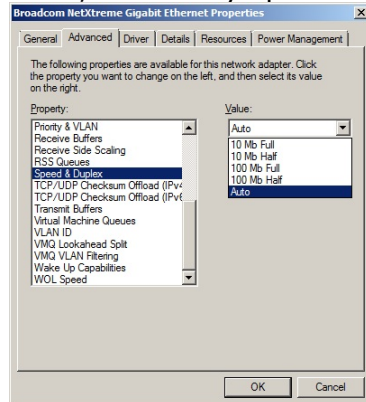 Broadcom NetXtreme Gigabit Ethernet Properties
General
Advanced
Driver
Details
Resources
Power Management
The following properties are available for this network adapter. Click
the property you want to change on the left, and then select its value
on the right.
Property:
Priority & VLAN
Receive Buffers
Receive Side Scaling
RSS Queues
Speed & Duplex
TCP/UDP Checksum Offload (IPv4
TCP/UDP Checksum Offload (IPv6
Transmit Buffers
Virtual Machine Queues
VLAN ID
VMQ Lookahead Split
VMQ VLAN Filtering
Wake Up Capabilities
WOL Speed
Value:
Auto
10 Mb Full
10 Mb Half
100 Mb Full
100 Mb Half
Auto
OK
Cancel